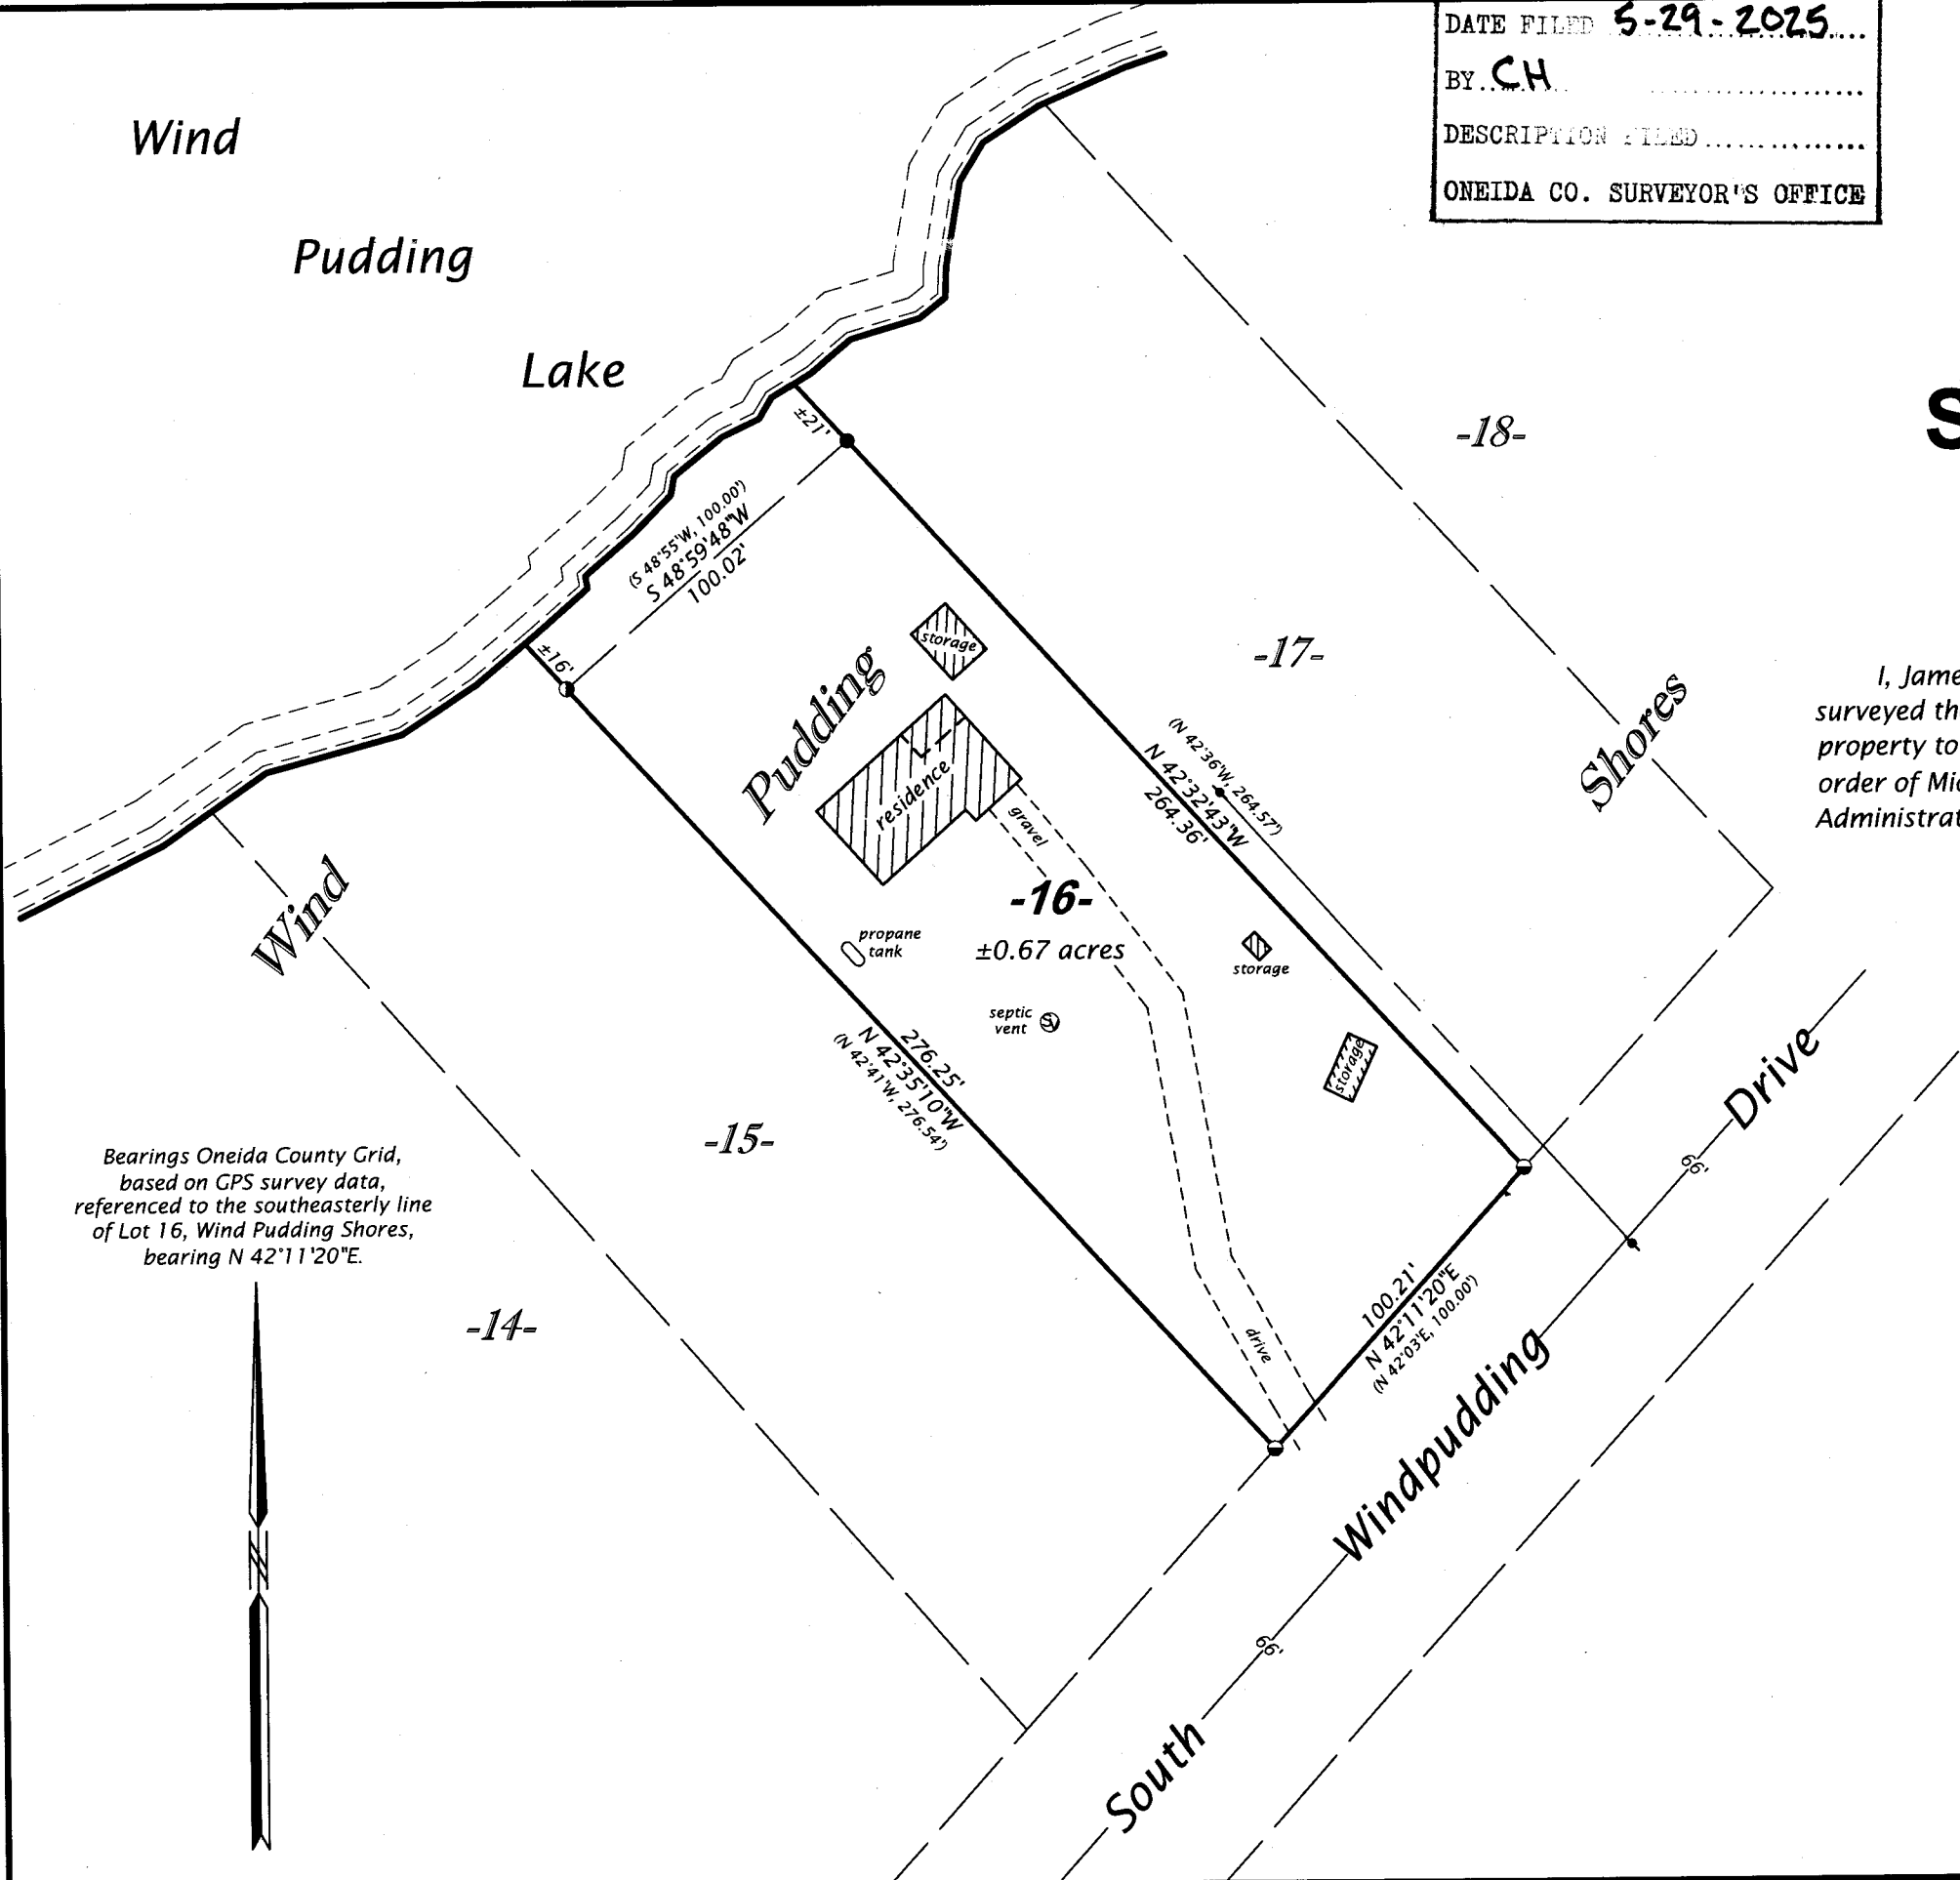 DATE FILED 5-29-2025
BY CH
DESCRIPTION FILED
ONEIDA CO. SURVEYOR'S OFFICE
Wind
Pudding
Lake
S
-18-
±21'
(S 48°55'W, 100.00')
S 48°59'48"W
100.02'
±16'
storage
-17-
Pudding
Shores
I, Jame
surveyed th
property to
order of Mic
Administrat
(N 42°36'W, 264.57')
N 42°32'43"W
264.36'
residence
gravel
Wind
-16-
±0.67 acres
propane
tank
storage
septic
vent
SV
storage
276.25'
N 42°35'10"W
(N 42°41'W, 276.54')
-15-
Drive
66'
Bearings Oneida County Grid,
based on GPS survey data,
referenced to the southeasterly line
of Lot 16, Wind Pudding Shores,
bearing N 42°11'20"E.
-14-
100.21'
N 42°11'20"E
(N 42°03'E, 100.00')
drive
Windpudding
66'
South